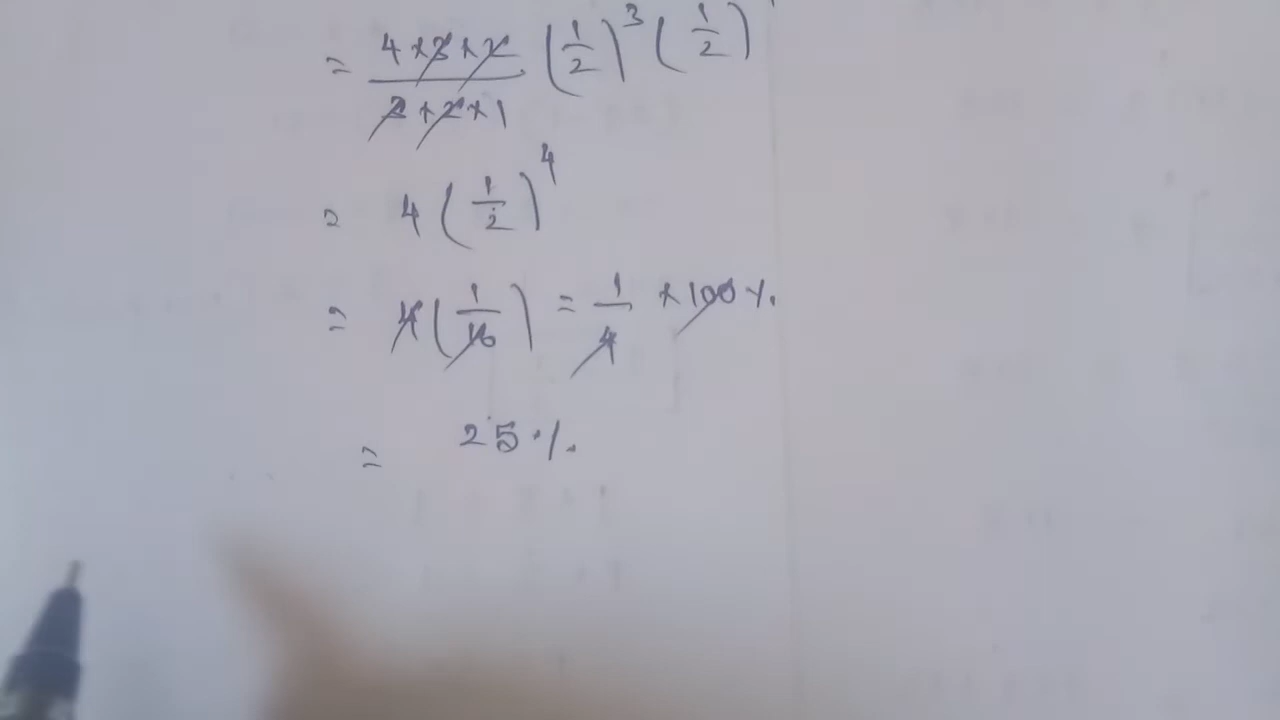 = 4 × 3 × 2 / 3 × 2 × 1 (1/2)^3 (1/2)
= 4 (1/2)^4
= 4 (1/16) = 1/4 × 100 %
= 25 %